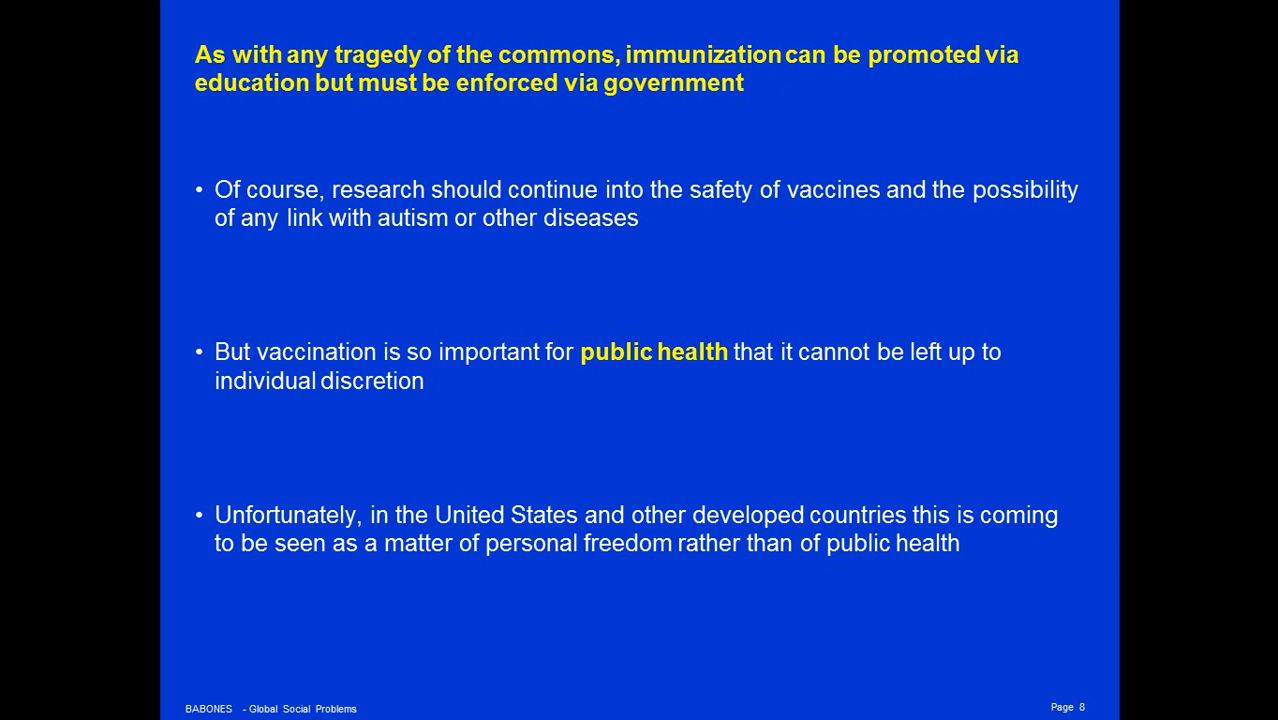 As with any tragedy of the commons, immunization can be promoted via
education but must be enforced via government
• Of course, research should continue into the safety of vaccines and the possibility
of any link with autism or other diseases
• But vaccination is so important for public health that it cannot be left up to
individual discretion
• Unfortunately, in the United States and other developed countries this is coming
to be seen as a matter of personal freedom rather than of public health
BABONES - Global Social Problems
Page 8